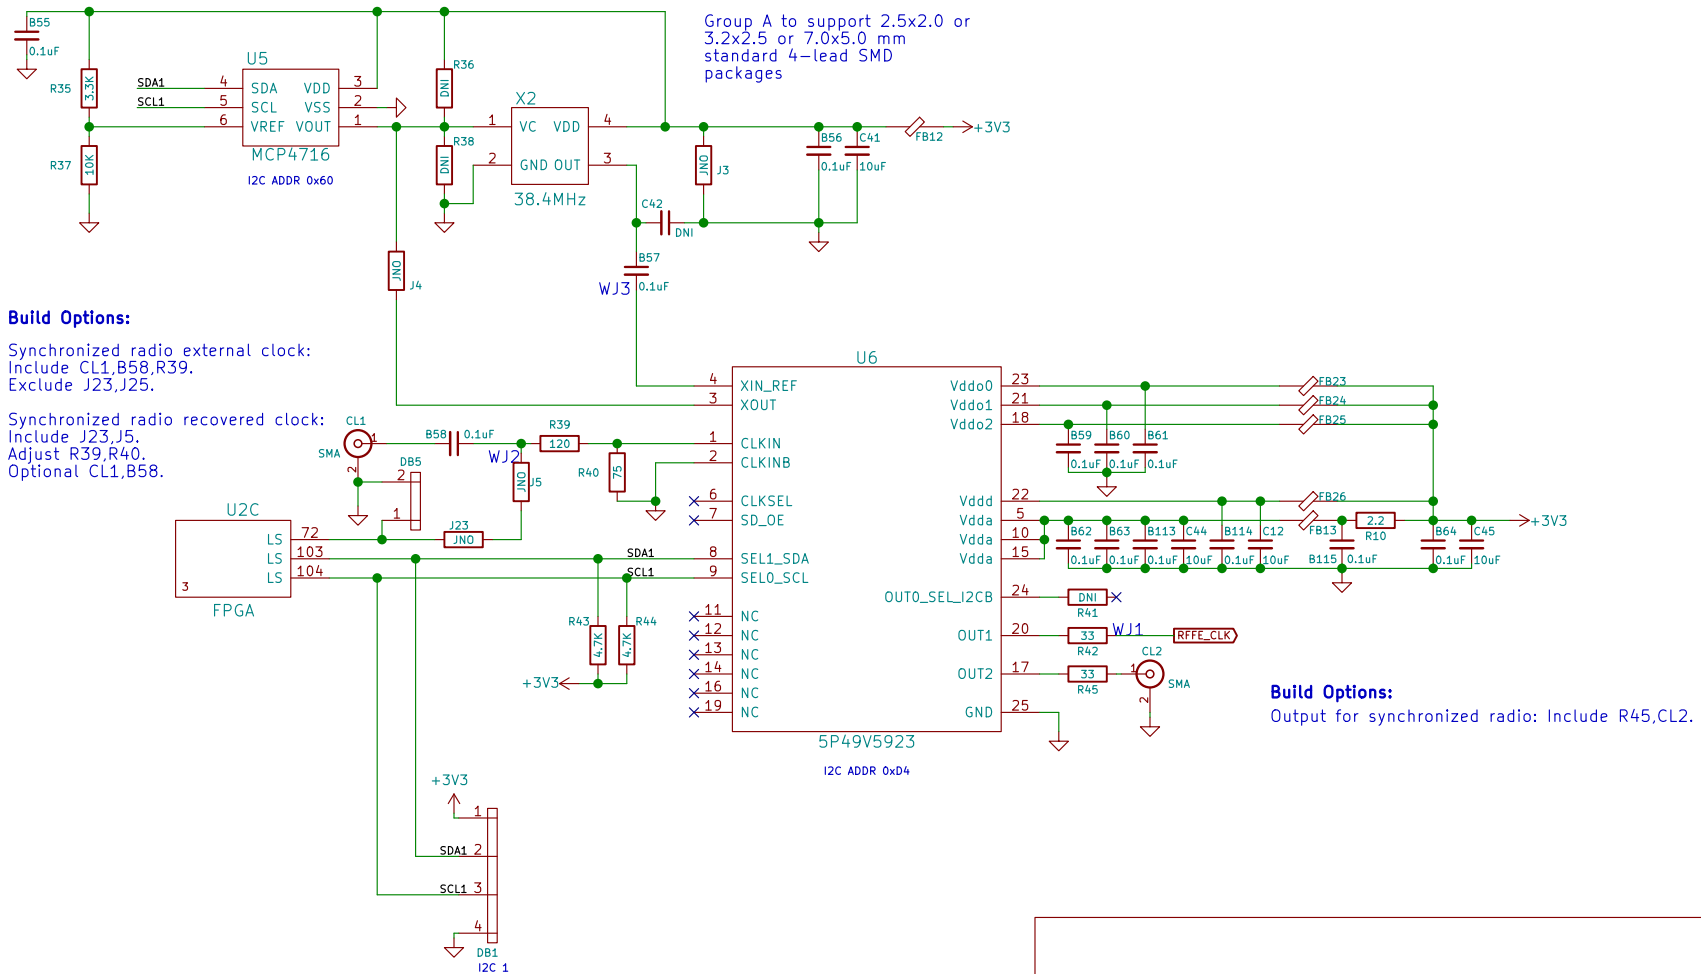 Group A to support 2.5x2.0 or
3.2x2.5 or 7.0x5.0 mm
standard 4-lead SMD
packages
B55
0.1uF
R35
3.3K
R37
10K
U5
SDA1
SCL1
4 SDA VDD 3
5 SCL VSS 2
6 VREF VOUT 1
MCP4716
I2C ADDR 0x60
R36
DNI
R38
DNI
X2
1 VC VDD 4
2 GND OUT 3
38.4MHz
JNO
J3
B56
0.1uF
C41
10uF
FB12
+3V3
C42
DNI
B57
0.1uF
WJ3
JNO
J4
Build Options:
Synchronized radio external clock:
Include CL1,B58,R39.
Exclude J23,J25.
Synchronized radio recovered clock:
Include J23,J5.
Adjust R39,R40.
Optional CL1,B58.
CL1
1
SMA
2
B58
0.1uF
WJ2
R39
120
R40
75
JNO
J5
DB5
2
1
J23
JNO
U2C
LS 72
LS 103
LS 104
3
FPGA
SDA1
SCL1
R43
4.7K
R44
4.7K
+3V3
U6
4 XIN_REF
3 XOUT
1 CLKIN
2 CLKINB
6 CLKSEL
7 SD_OE
8 SEL1_SDA
9 SEL0_SCL
11 NC
12 NC
13 NC
14 NC
16 NC
19 NC
Vddo0 23
Vddo1 21
Vddo2 18
Vddd 22
Vdda 5
Vdda 10
Vdda 15
OUT0_SEL_I2CB 24
OUT1 20
OUT2 17
GND 25
5P49V5923
I2C ADDR 0xD4
FB23
FB24
FB25
B59
0.1uF
B60
0.1uF
B61
0.1uF
FB26
FB13
2.2
R10
+3V3
B62
0.1uF
B63
0.1uF
B113
0.1uF
C44
10uF
B114
0.1uF
C12
10uF
B115
0.1uF
B64
0.1uF
C45
10uF
DNI
R41
33
R42
WJ1
RFFE_CLK
33
R45
CL2
1
SMA
2
Build Options:
Output for synchronized radio: Include R45,CL2.
+3V3
1
SDA1 2
SCL1 3
4
DB1
I2C 1